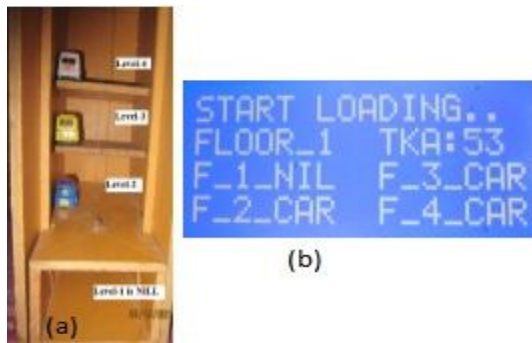 Level-4
Level-3
Level-2
Level-1 is NILL
(a)
START LOADING..
FLOOR_1 TKA:53
F_1_NIL F_3_CAR
F_2_CAR F_4_CAR
(b)